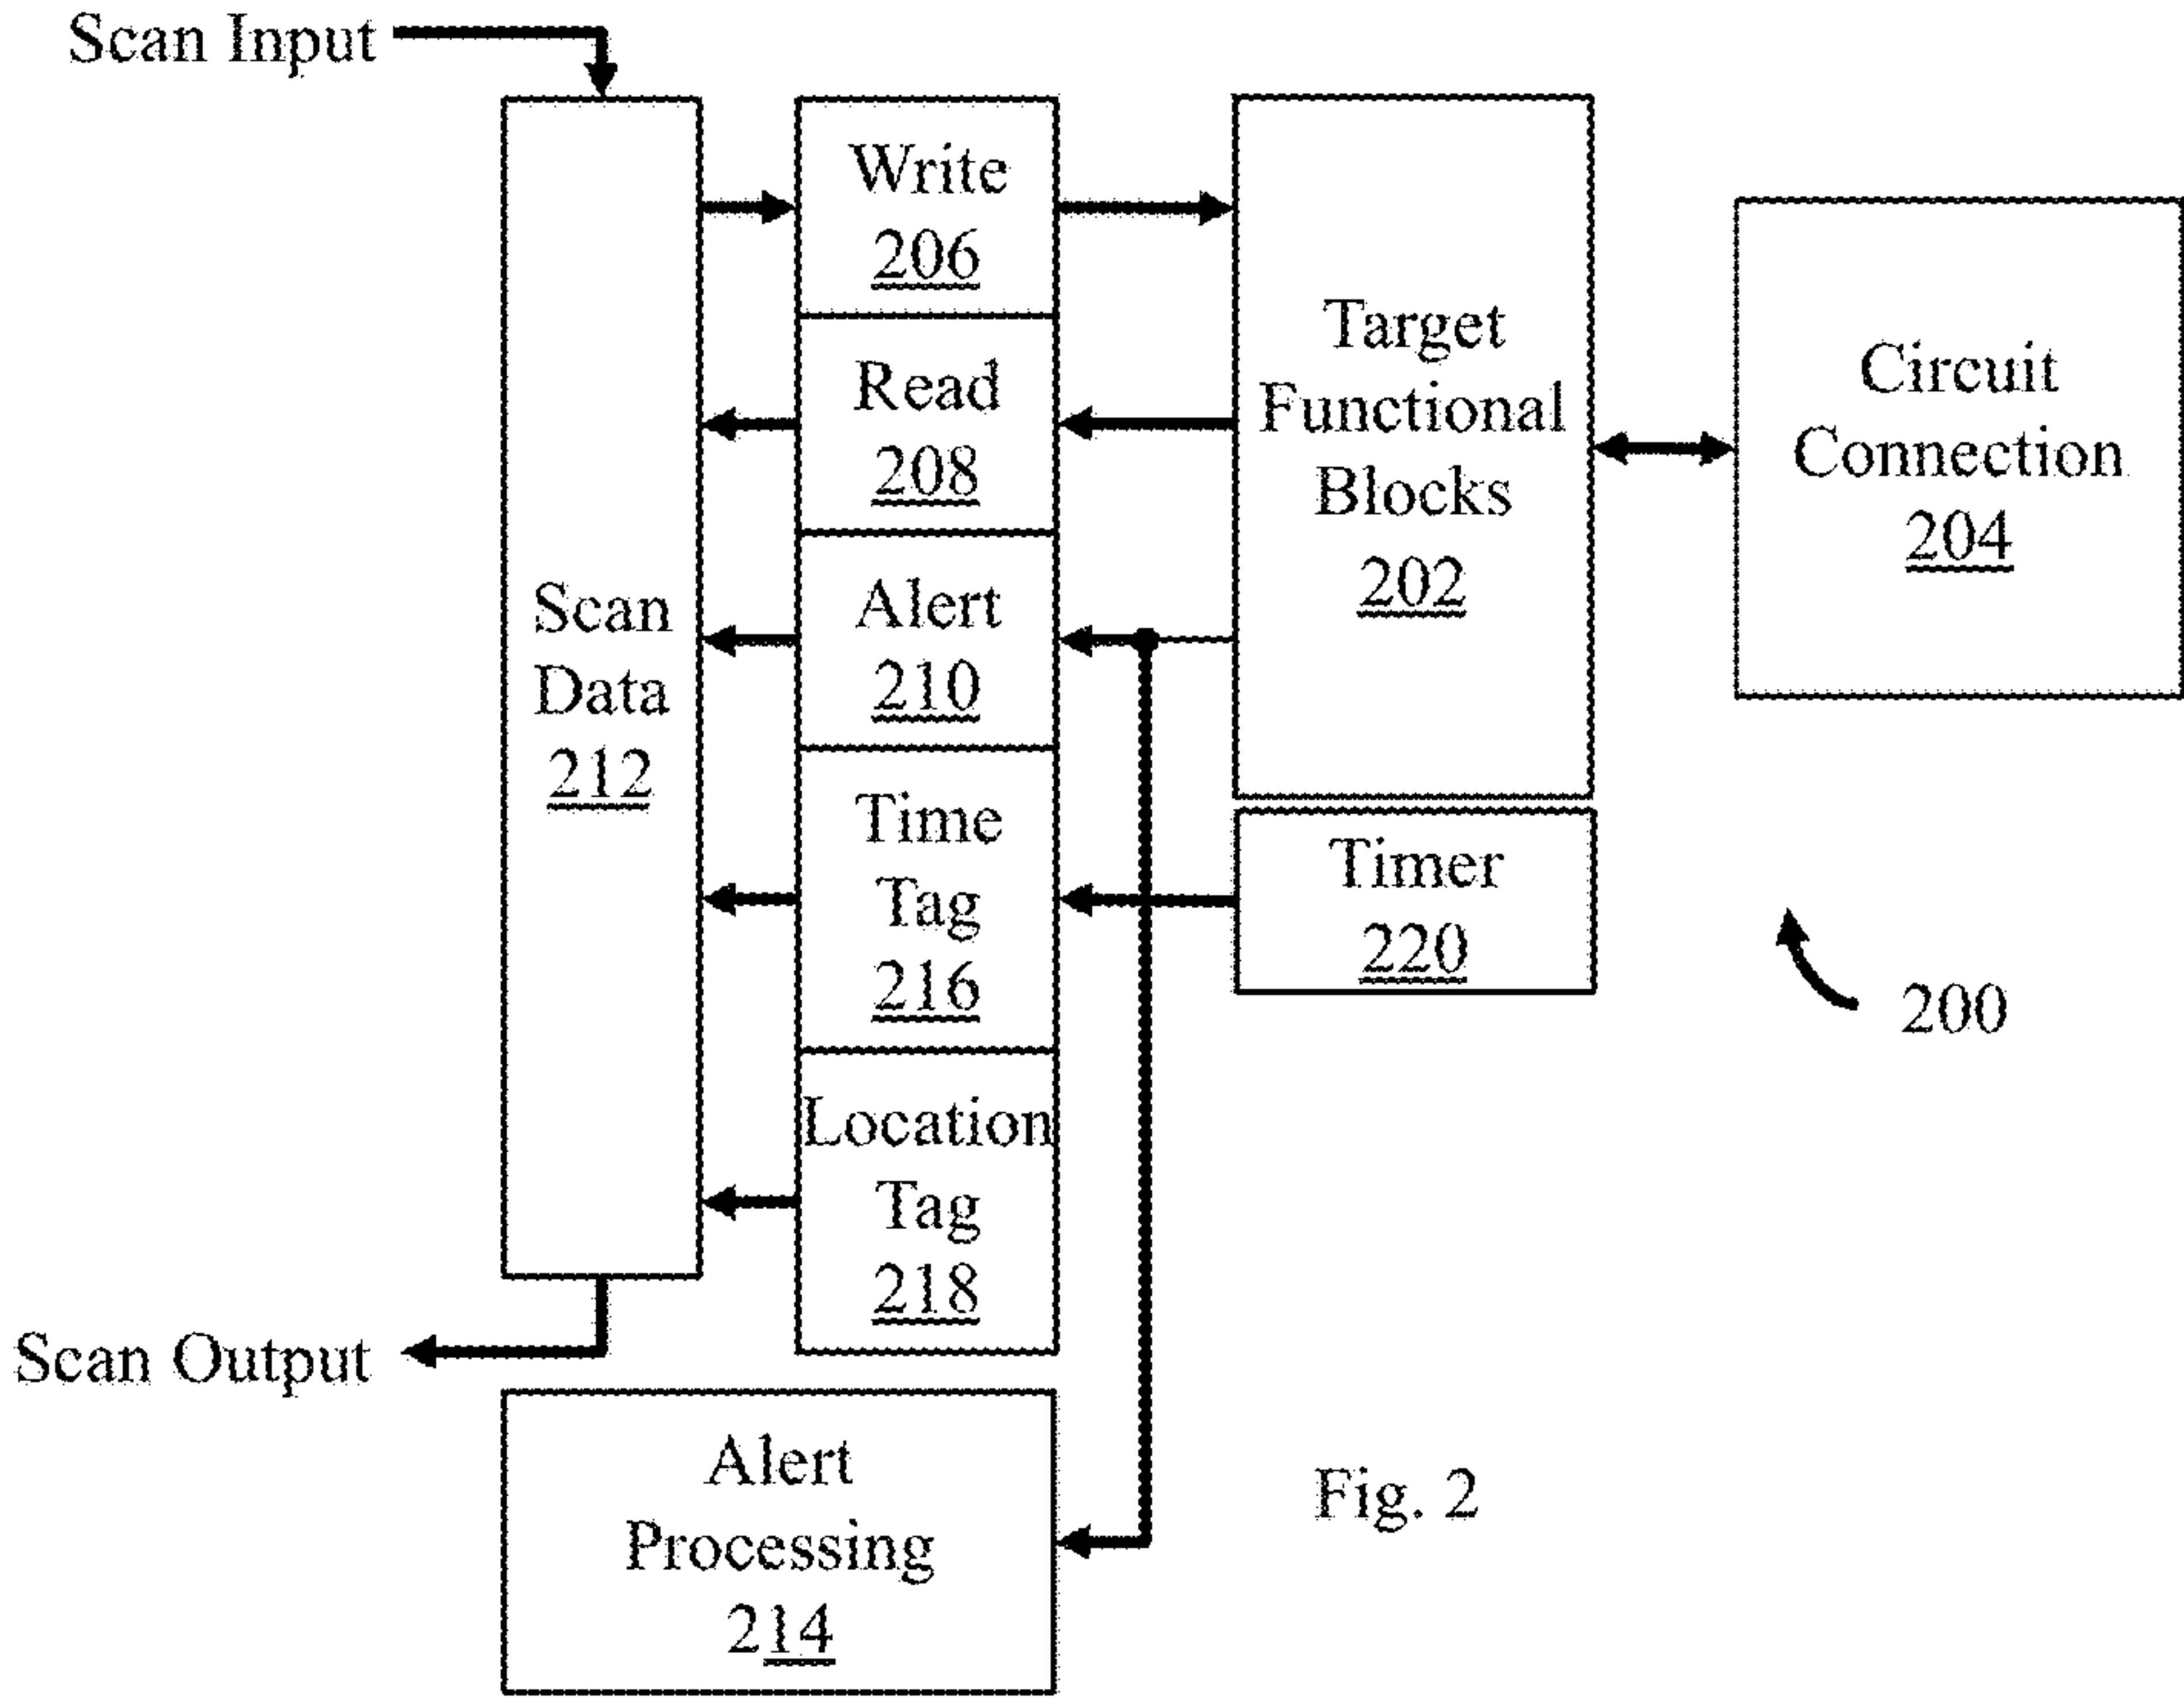 Scan Input
Write
206
Read
208
Alert
210
Time
Tag
216
Location
Tag
218
Scan
Data
212
Target
Functional
Blocks
202
Circuit
Connection
204
Timer
220
200
Scan Output
Alert
Processing
214
Fig. 2